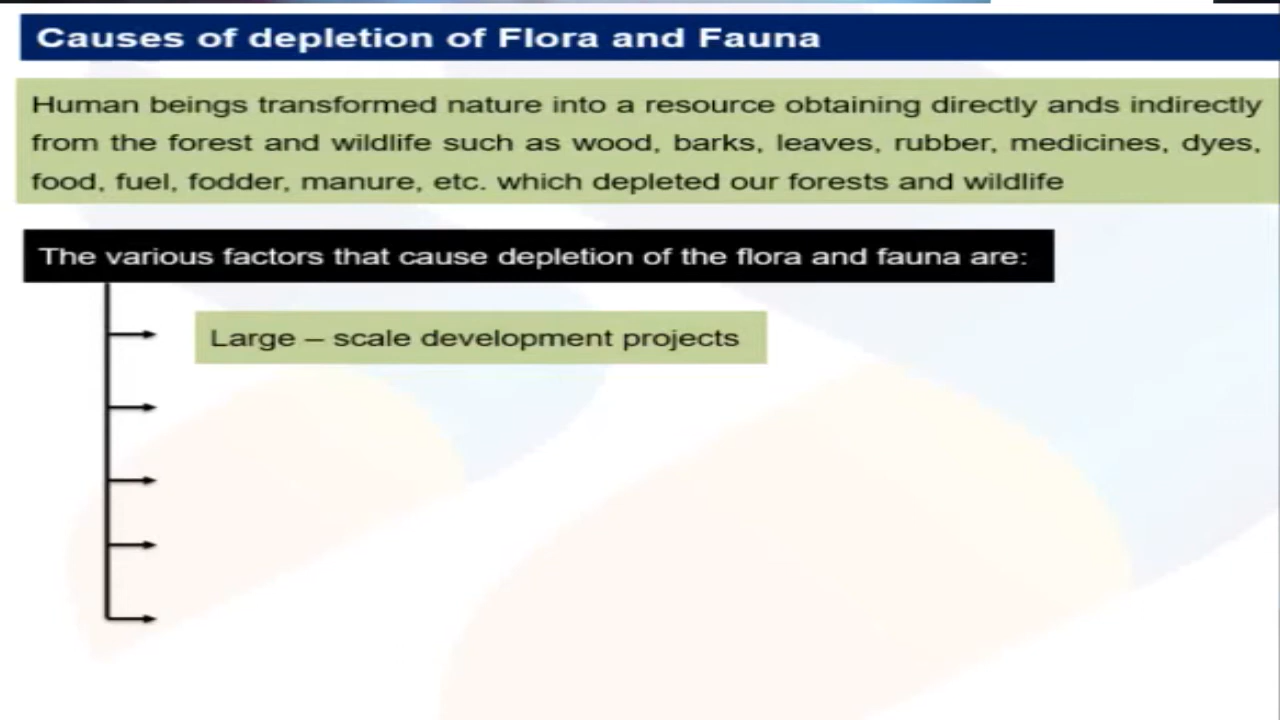 Causes of depletion of Flora and Fauna
Human beings transformed nature into a resource obtaining directly ands indirectly
from the forest and wildlife such as wood, barks, leaves, rubber, medicines, dyes,
food, fuel, fodder, manure, etc. which depleted our forests and wildlife
The various factors that cause depletion of the flora and fauna are:
Large – scale development projects